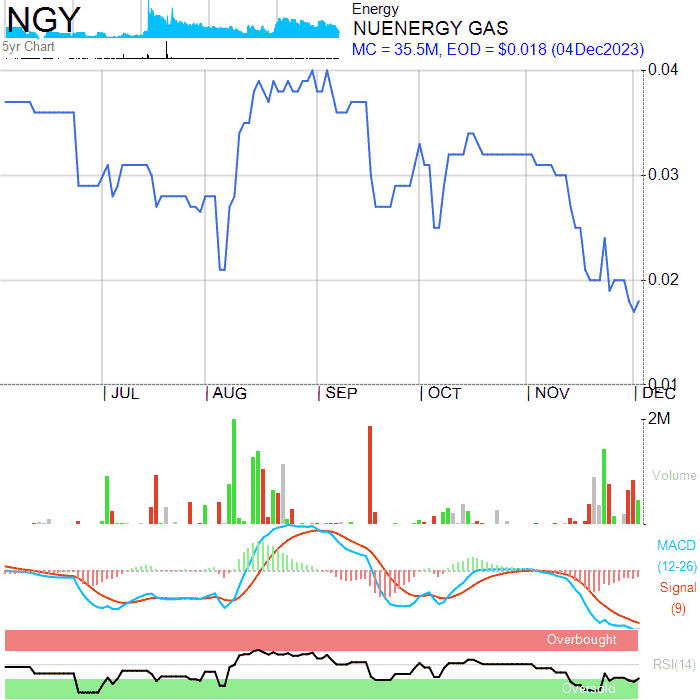 NGY
5yr Chart
Energy
NUENERGY GAS
MC = 35.5M, EOD = $0.018 (04Dec2023)
0.04
0.03
0.02
0.01
JUL AUG SEP OCT NOV DEC
2M
Volume
MACD
(12-26)
Signal
(9)
Overbought
RSI(14)
Oversold